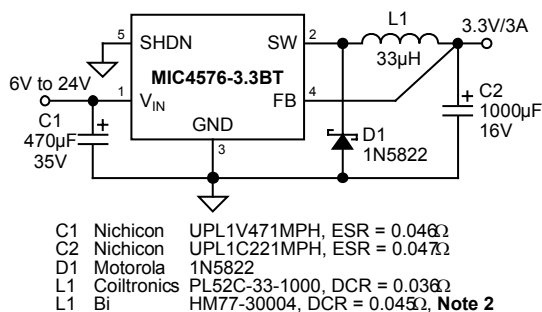 L1
3.3V/3A
5
SHDN
SW
2
33µH
MIC4576-3.3BT
6V to 24V
1
VIN
FB
4
C2
1000µF
16V
C1
470µF
35V
GND
3
D1
1N5822
C1 Nichicon UPL1V471MPH, ESR = 0.046Ω
C2 Nichicon UPL1C221MPH, ESR = 0.047Ω
D1 Motorola 1N5822
L1 Coiltronics PL52C-33-1000, DCR = 0.036Ω
L1 Bi HM77-30004, DCR = 0.045Ω, Note 2